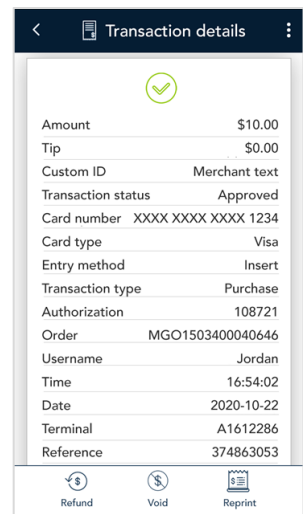 Transaction details
Amount $10.00
Tip $0.00
Custom ID Merchant text
Transaction status Approved
Card number XXXX XXXX XXXX 1234
Card type Visa
Entry method Insert
Transaction type Purchase
Authorization 108721
Order MGO1503400040646
Username Jordan
Time 16:54:02
Date 2020-10-22
Terminal A1612286
Reference 374863053
Refund Void Reprint